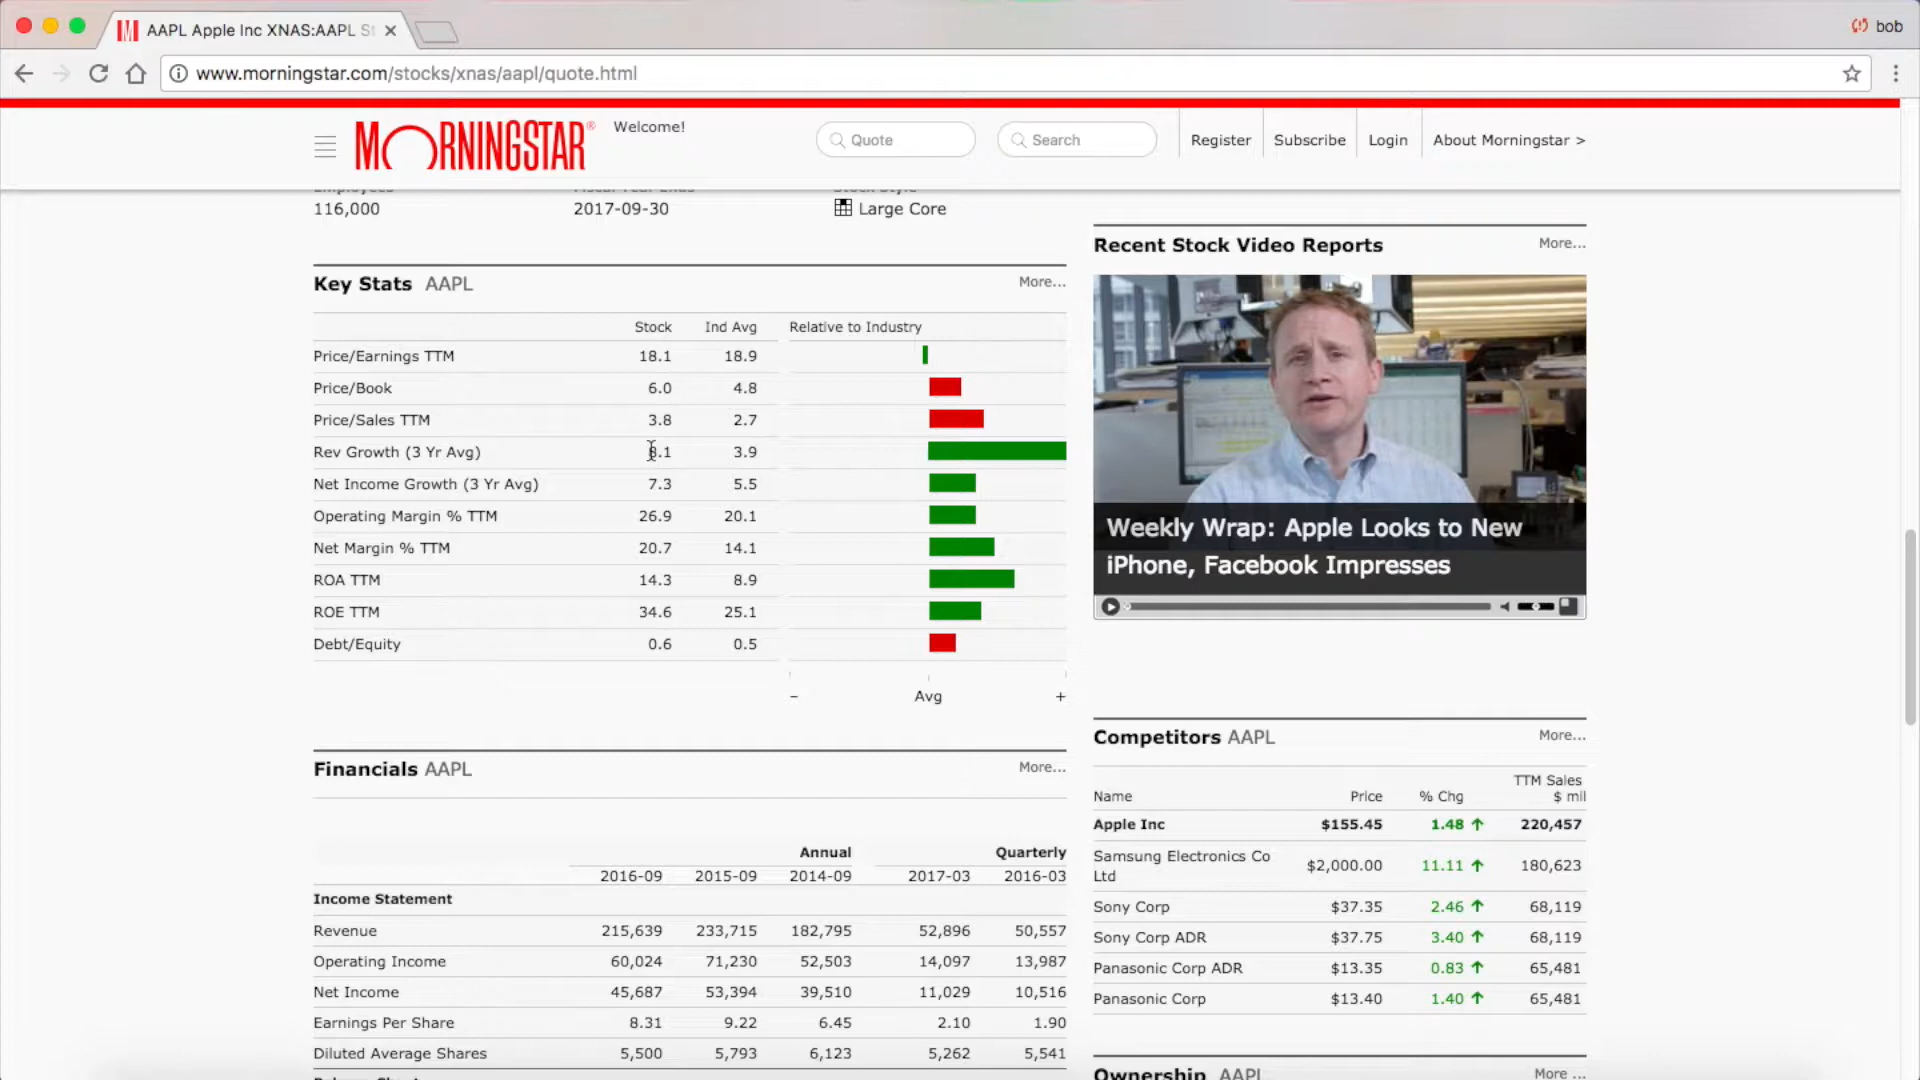 AAPL Apple Inc XNAS:AAPL St
bob
www.morningstar.com/stocks/xnas/aapl/quote.html
MORNINGSTAR®
Welcome!
Quote
Search
Register
Subscribe
Login
About Morningstar >
Employees
Fiscal Year Ends
Stock Style
116,000
2017-09-30
Large Core
Key Stats AAPL
More...
Stock Ind Avg Relative to Industry
Price/Earnings TTM 18.1 18.9
Price/Book 6.0 4.8
Price/Sales TTM 3.8 2.7
Rev Growth (3 Yr Avg) 8.1 3.9
Net Income Growth (3 Yr Avg) 7.3 5.5
Operating Margin % TTM 26.9 20.1
Net Margin % TTM 20.7 14.1
ROA TTM 14.3 8.9
ROE TTM 34.6 25.1
Debt/Equity 0.6 0.5
– Avg +
Financials AAPL
More...
Annual Quarterly
2016-09 2015-09 2014-09 2017-03 2016-03
Income Statement
Revenue 215,639 233,715 182,795 52,896 50,557
Operating Income 60,024 71,230 52,503 14,097 13,987
Net Income 45,687 53,394 39,510 11,029 10,516
Earnings Per Share 8.31 9.22 6.45 2.10 1.90
Diluted Average Shares 5,500 5,793 6,123 5,262 5,541
Recent Stock Video Reports
More...
Weekly Wrap: Apple Looks to New
iPhone, Facebook Impresses
Competitors AAPL
More...
TTM Sales
Name Price % Chg $ mil
Apple Inc $155.45 1.48 220,457
Samsung Electronics Co
Ltd $2,000.00 11.11 180,623
Sony Corp $37.35 2.46 68,119
Sony Corp ADR $37.75 3.40 68,119
Panasonic Corp ADR $13.35 0.83 65,481
Panasonic Corp $13.40 1.40 65,481
Ownership AAPL
More ...